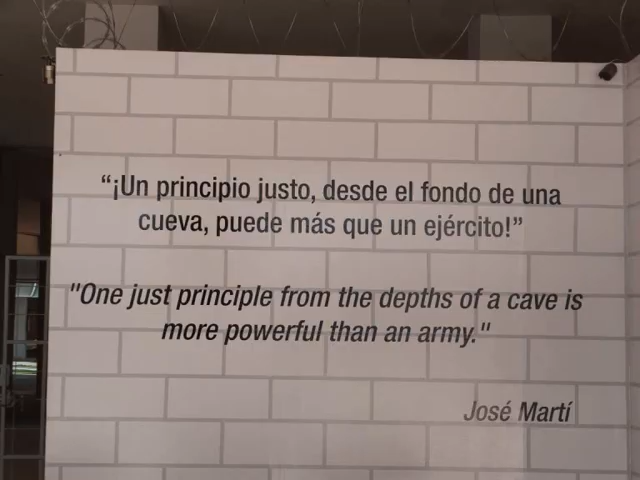 “¡Un principio justo, desde el fondo de una
cueva, puede más que un ejército!”
"One just principle from the depths of a cave is
more powerful than an army."
José Martí